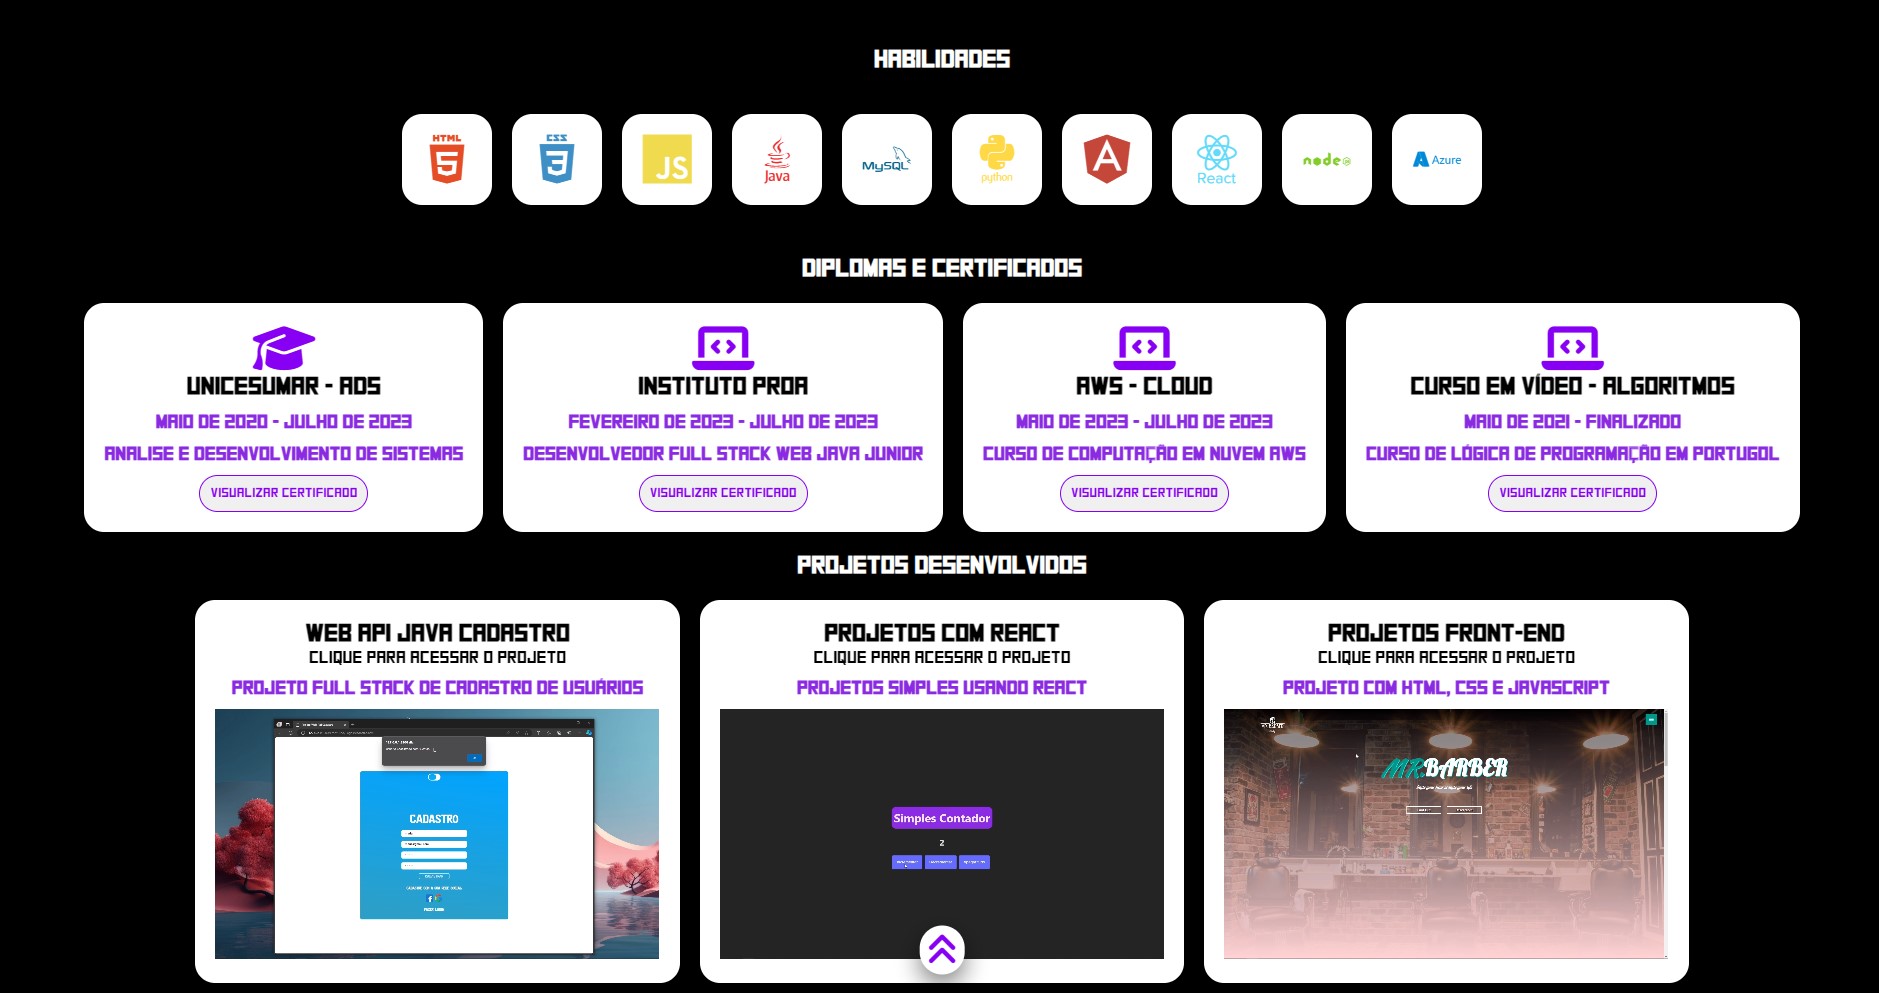 HABILIDADES
HTML
5
CSS
3
JS
Java
MySQL
python
A
React
node
A Azure
DIPLOMAS E CERTIFICADOS
UNICESUMAR - ADS
MAIO DE 2020 - JULHO DE 2023
ANALISE E DESENVOLVIMENTO DE SISTEMAS
VISUALIZAR CERTIFICADO
INSTITUTO PROA
FEVEREIRO DE 2023 - JULHO DE 2023
DESENVOLVEDOR FULL STACK WEB JAVA JUNIOR
VISUALIZAR CERTIFICADO
AWS - CLOUD
MAIO DE 2023 - JULHO DE 2023
CURSO DE COMPUTAÇÃO EM NUVEM AWS
VISUALIZAR CERTIFICADO
CURSO EM VÍDEO - ALGORITMOS
MAIO DE 2021 - FINALIZADO
CURSO DE LÓGICA DE PROGRAMAÇÃO EM PORTUGOL
VISUALIZAR CERTIFICADO
PROJETOS DESENVOLVIDOS
WEB API JAVA CADASTRO
CLIQUE PARA ACESSAR O PROJETO
PROJETO FULL STACK DE CADASTRO DE USUÁRIOS
CADASTRO
PROJETOS COM REACT
CLIQUE PARA ACESSAR O PROJETO
PROJETOS SIMPLES USANDO REACT
Simples Contador
2
PROJETOS FRONT-END
CLIQUE PARA ACESSAR O PROJETO
PROJETO COM HTML, CSS E JAVASCRIPT
MR.BARBER